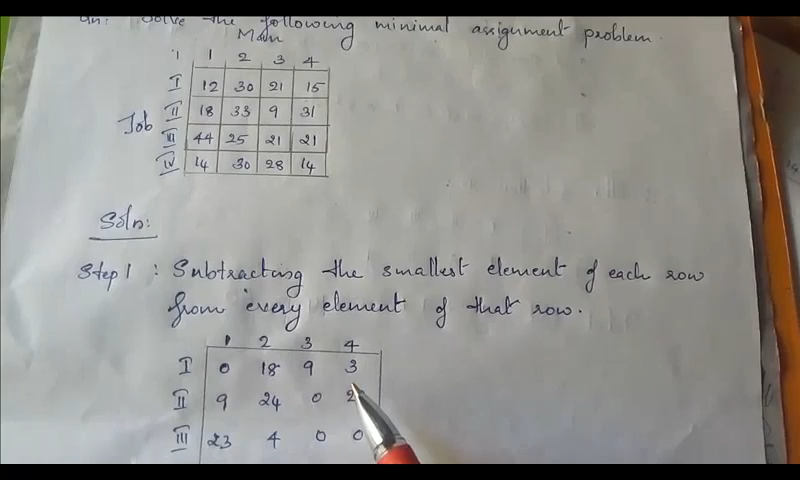 Solve the following minimal assignment problem.
Man
1 2 3 4
I 12 30 21 15
II 18 33 9 31
Job III 44 25 21 21
IV 14 30 28 14
Soln:
Step 1 : Subtracting the smallest element of each row
from every element of that row.
1 2 3 4
I 0 18 9 3
II 9 24 0 2
III 23 4 0 0